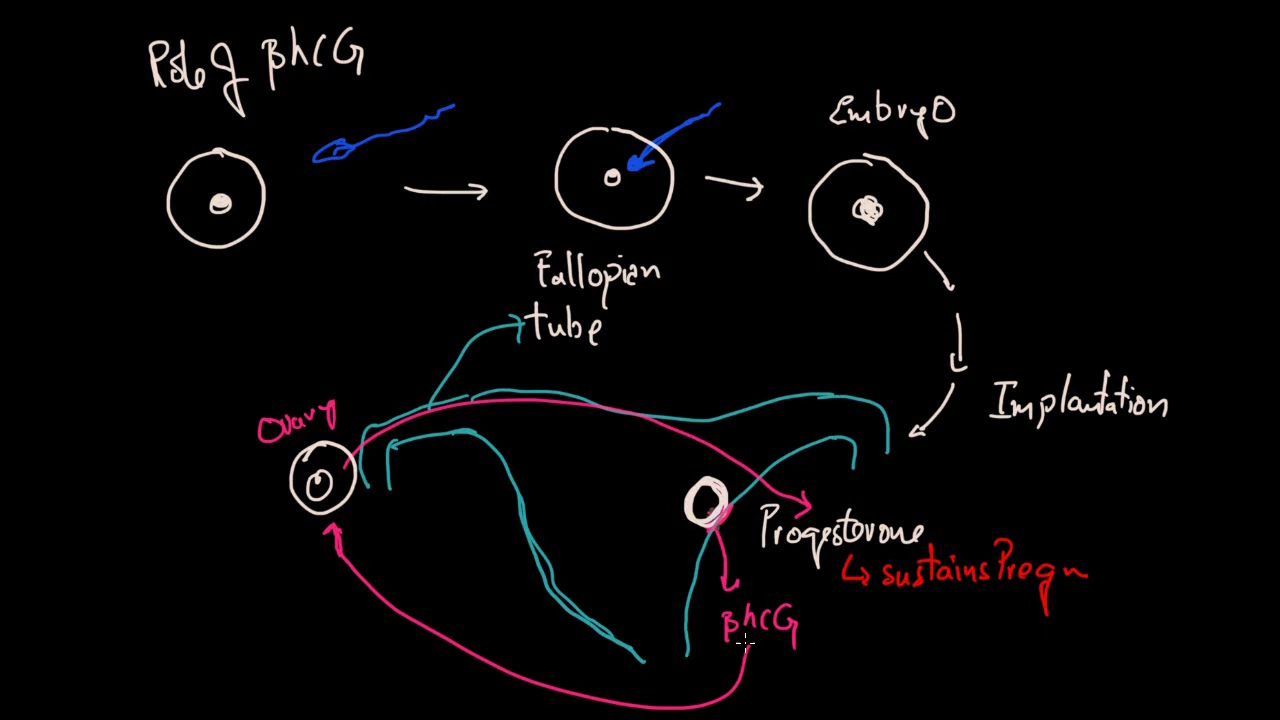 Role of βhCG
Embryo
Fallopian
tube
Implantation
Ovary
Progesterone
↳ sustains Pregn
βhCG